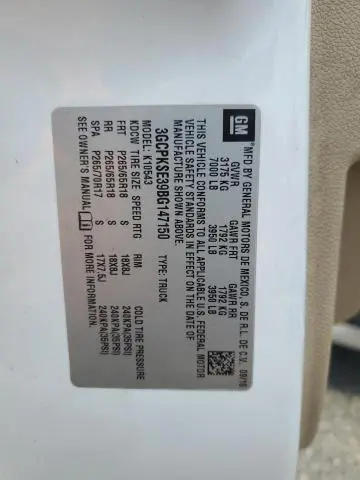 GM MFD BY GENERAL MOTORS DE MEXICO, S. DE R.L. DE C.V. 09/10
GVWR GAWR FRT GAWR RR
3175 KG 1792 KG 1792 KG
7000 LB 3950 LB 3950 LB
THIS VEHICLE CONFORMS TO ALL APPLICABLE U.S. FEDERAL MOTOR
VEHICLE SAFETY STANDARDS IN EFFECT ON THE DATE OF
MANUFACTURE SHOWN ABOVE.
3GCPKSE39BG147150 TYPE: TRUCK
MODEL: K10543
KDCW TIRE SIZE SPEED RTG RIM COLD TIRE PRESSURE
FRT P265/65R18 S 18X8J 240KPA(35PSI)
RR P265/65R18 S 18X8J 240KPA(35PSI)
SPA P265/70R17 S 17X7.5J 240KPA(35PSI)
SEE OWNER'S MANUAL